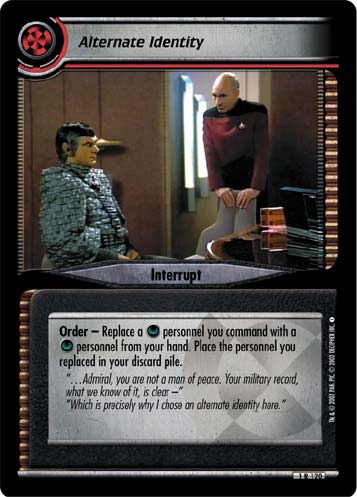 Alternate Identity
Interrupt
Order – Replace a personnel you command with a
personnel from your hand. Place the personnel you
replaced in your discard pile.
“…Admiral, you are not a man of peace. Your military record,
what we know of it, is clear –”
“Which is precisely why I chose an alternate identity here.”
TM & © 2002 PAR. PIC. © 2002 DECIPHER INC.
1 R 120